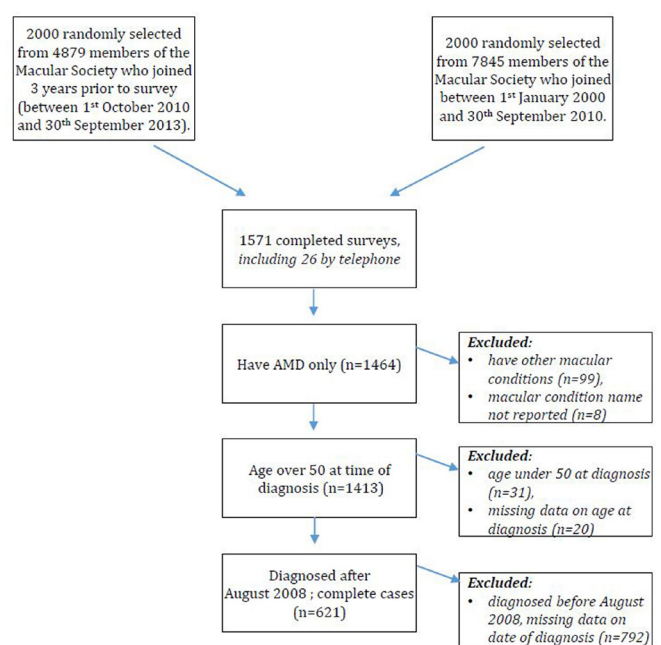 2000 randomly selected
from 4879 members of the
Macular Society who joined
3 years prior to survey
(between 1st October 2010
and 30th September 2013).
2000 randomly selected
from 7845 members of the
Macular Society who joined
between 1st January 2000
and 30th September 2010.
1571 completed surveys,
including 26 by telephone
Have AMD only (n=1464)
Excluded:
• have other macular
conditions (n=99),
• macular condition name
not reported (n=8)
Age over 50 at time of
diagnosis (n=1413)
Excluded:
• age under 50 at diagnosis
(n=31),
• missing data on age at
diagnosis (n=20)
Diagnosed after
August 2008 ; complete cases
(n=621)
Excluded:
• diagnosed before August
2008, missing data on
date of diagnosis (n=792)